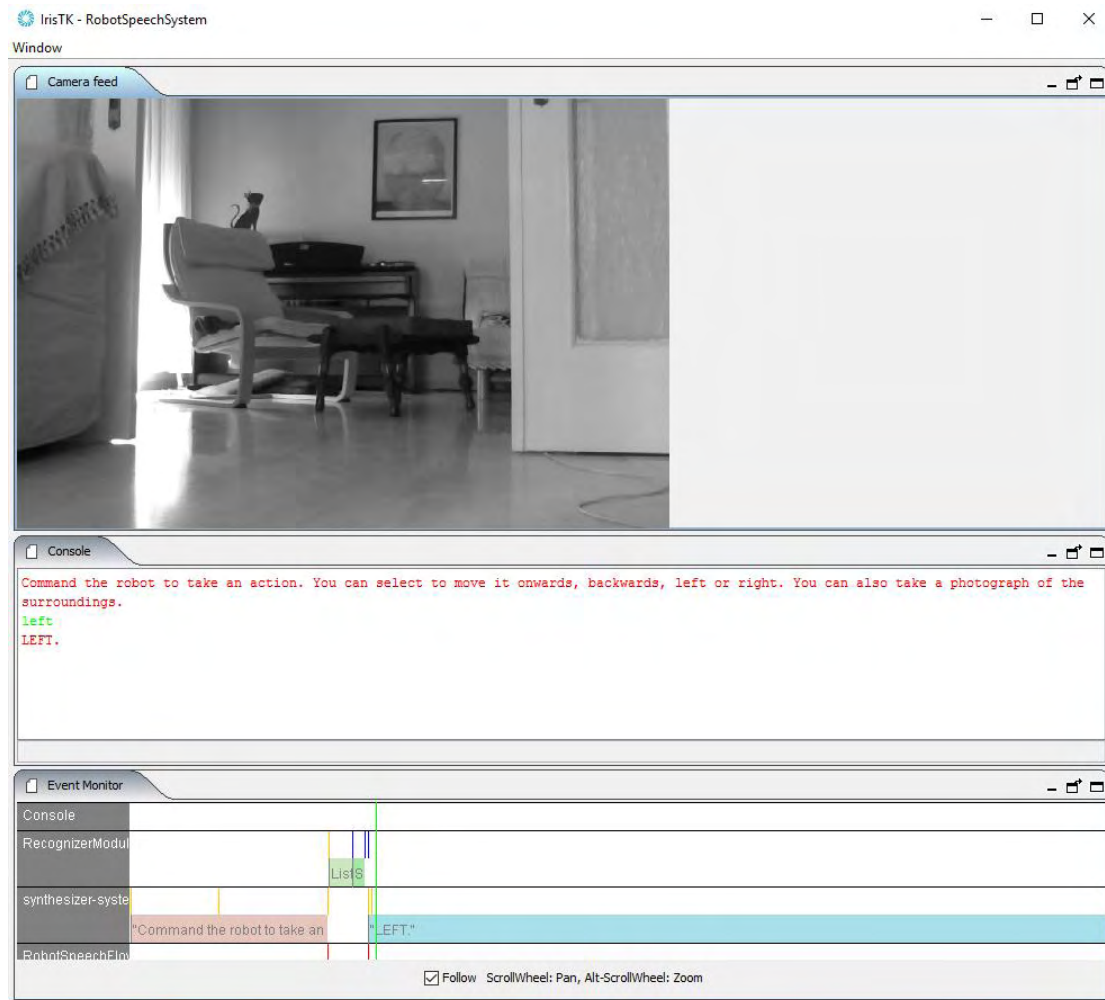 IrisTK - RobotSpeechSystem
Window
Camera feed
Console
Command the robot to take an action. You can select to move it onwards, backwards, left or right. You can also take a photograph of the
surroundings.
left
LEFT.
Event Monitor
Console
RecognizerModul
List S
synthesizer-syste
"Command the robot to take an
"LEFT."
RobotSpeechFlov
Follow ScrollWheel: Pan, Alt-ScrollWheel: Zoom